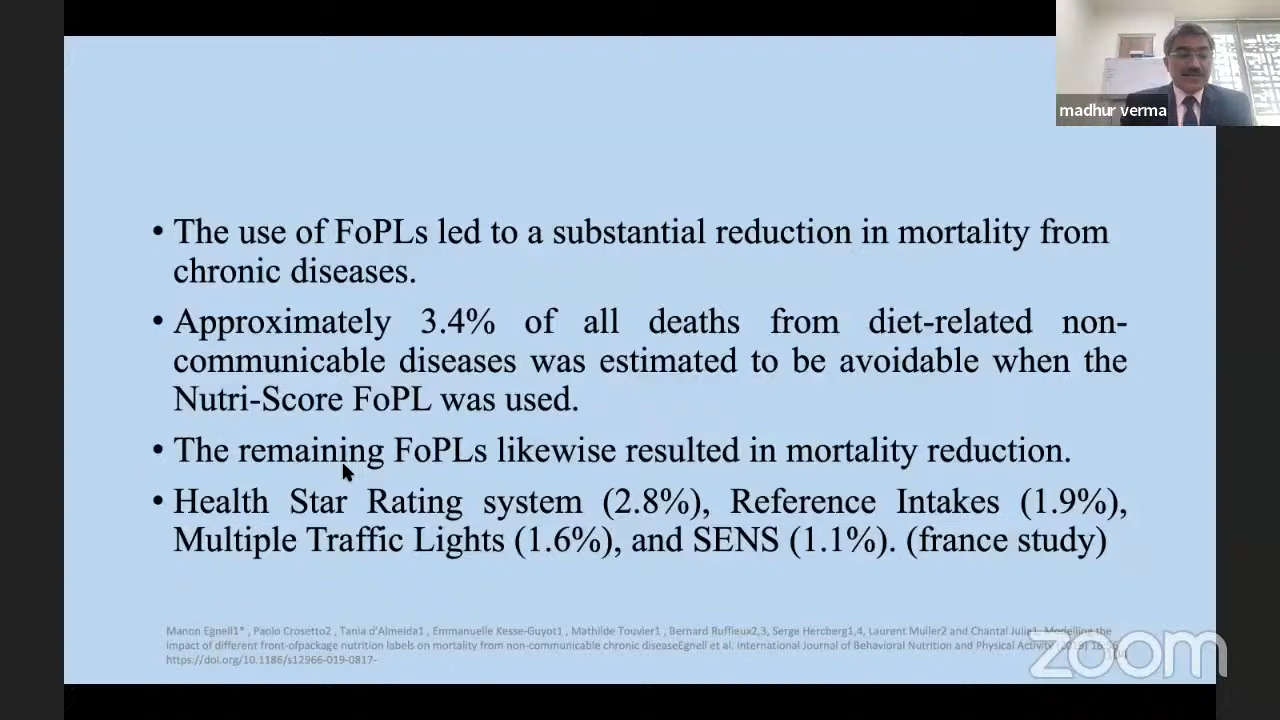 madhur verma
• The use of FoPLs led to a substantial reduction in mortality from
chronic diseases.
• Approximately 3.4% of all deaths from diet-related non-
communicable diseases was estimated to be avoidable when the
Nutri-Score FoPL was used.
• The remaining FoPLs likewise resulted in mortality reduction.
• Health Star Rating system (2.8%), Reference Intakes (1.9%),
Multiple Traffic Lights (1.6%), and SENS (1.1%). (france study)
Manon Egnell1* , Paolo Crosetto2 , Tania d'Almeida1 , Emmanuelle Kesse-Guyot1 , Mathilde Touvier1 , Bernard Ruffieux2,3, Serge Hercberg1,4, Laurent Muller2 and Chantal Julia1. Modelling the
impact of different front-ofpackage nutrition labels on mortality from non-communicable chronic diseaseEgnell et al. International Journal of Behavioral Nutrition and Physical Activity (2019)
https://doi.org/10.1186/s12966-019-0817-
zoom